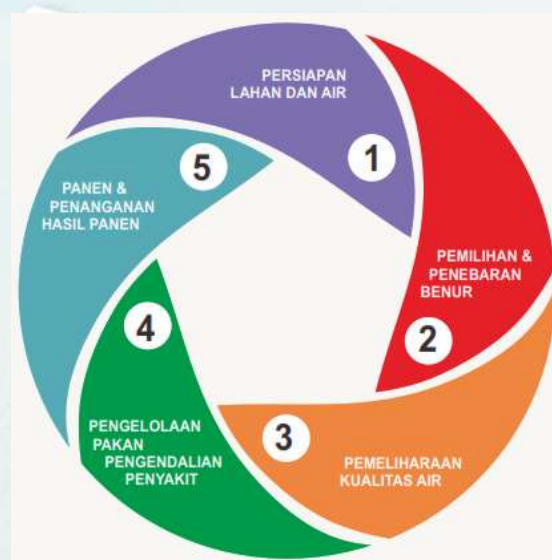 PERSIAPAN
LAHAN DAN AIR
1
PEMILIHAN &
PENEBARAN
BENUR
2
3
PEMELIHARAAN
KUALITAS AIR
4
PENGELOLAAN
PAKAN
PENGENDALIAN
PENYAKIT
5
PANEN &
PENANGANAN
HASIL PANEN